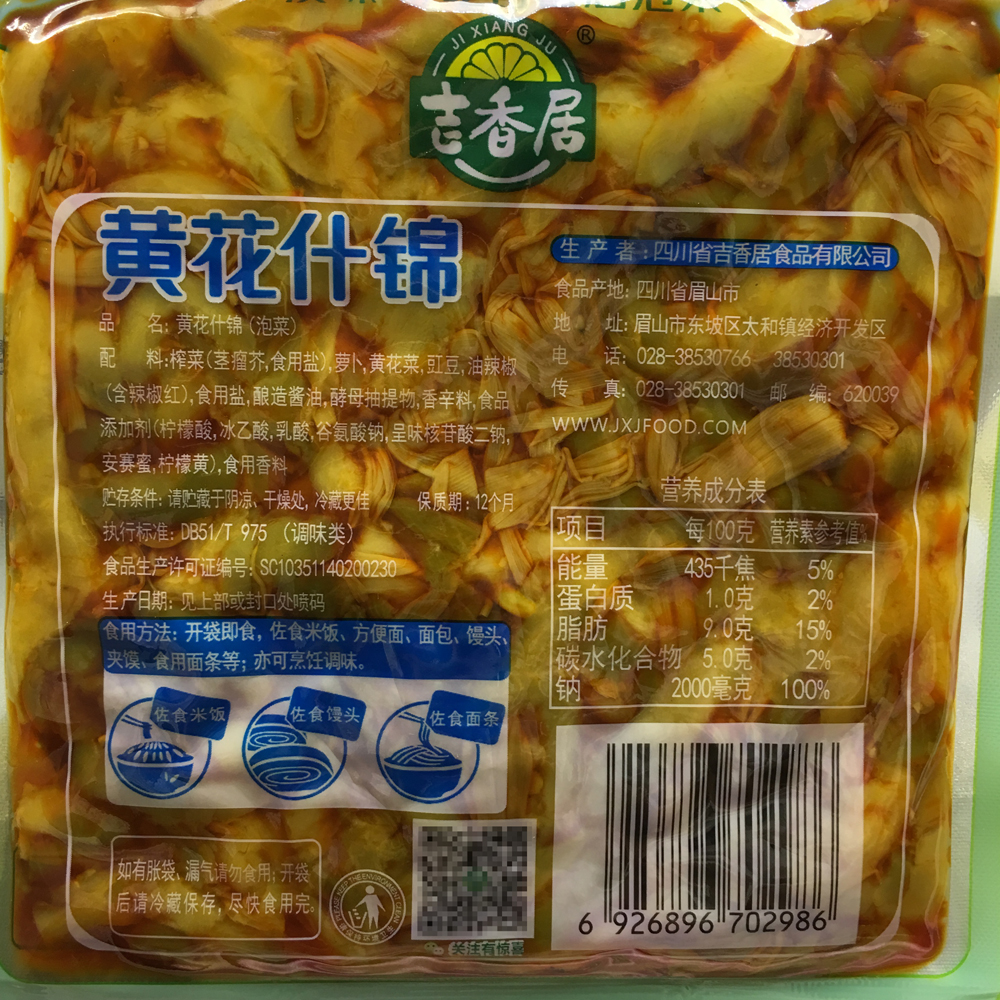 JI XIANG JU
®
吉香居
黄花什锦
品 名: 黄花什锦(泡菜)
配 料:榨菜(茎瘤芥,食用盐),萝卜,黄花菜,豇豆,油辣椒
(含辣椒红),食用盐,酿造酱油,酵母抽提物,香辛料,食品
添加剂(柠檬酸,冰乙酸,乳酸,谷氨酸钠,呈味核苷酸二钠,
安赛蜜,柠檬黄),食用香料
贮存条件: 请贮藏于阴凉、干燥处, 冷藏更佳 保质期: 12个月
执行标准: DB51/T 975 (调味类)
食品生产许可证编号: SC10351140200230
生产日期: 见上部或封口处喷码
食用方法: 开袋即食, 佐食米饭、方便面、面包、馒头、
夹馍、食用面条等; 亦可烹饪调味。
佐食米饭
佐食馒头
佐食面条
如有胀袋、漏气请勿食用; 开袋
后请冷藏保存, 尽快食用完。
关注有惊喜
生产者: 四川省吉香居食品有限公司
食品产地: 四川省眉山市
地 址: 眉山市东坡区太和镇经济开发区
电 话: 028-38530766 38530301
传 真: 028-38530301 邮 编: 620039
WWW.JXJFOOD.COM
营养成分表
项目 每100克 营养素参考值%
能量 435千焦 5%
蛋白质 1.0克 2%
脂肪 9.0克 15%
碳水化合物 5.0克 2%
钠 2000毫克 100%
6 926896 702986